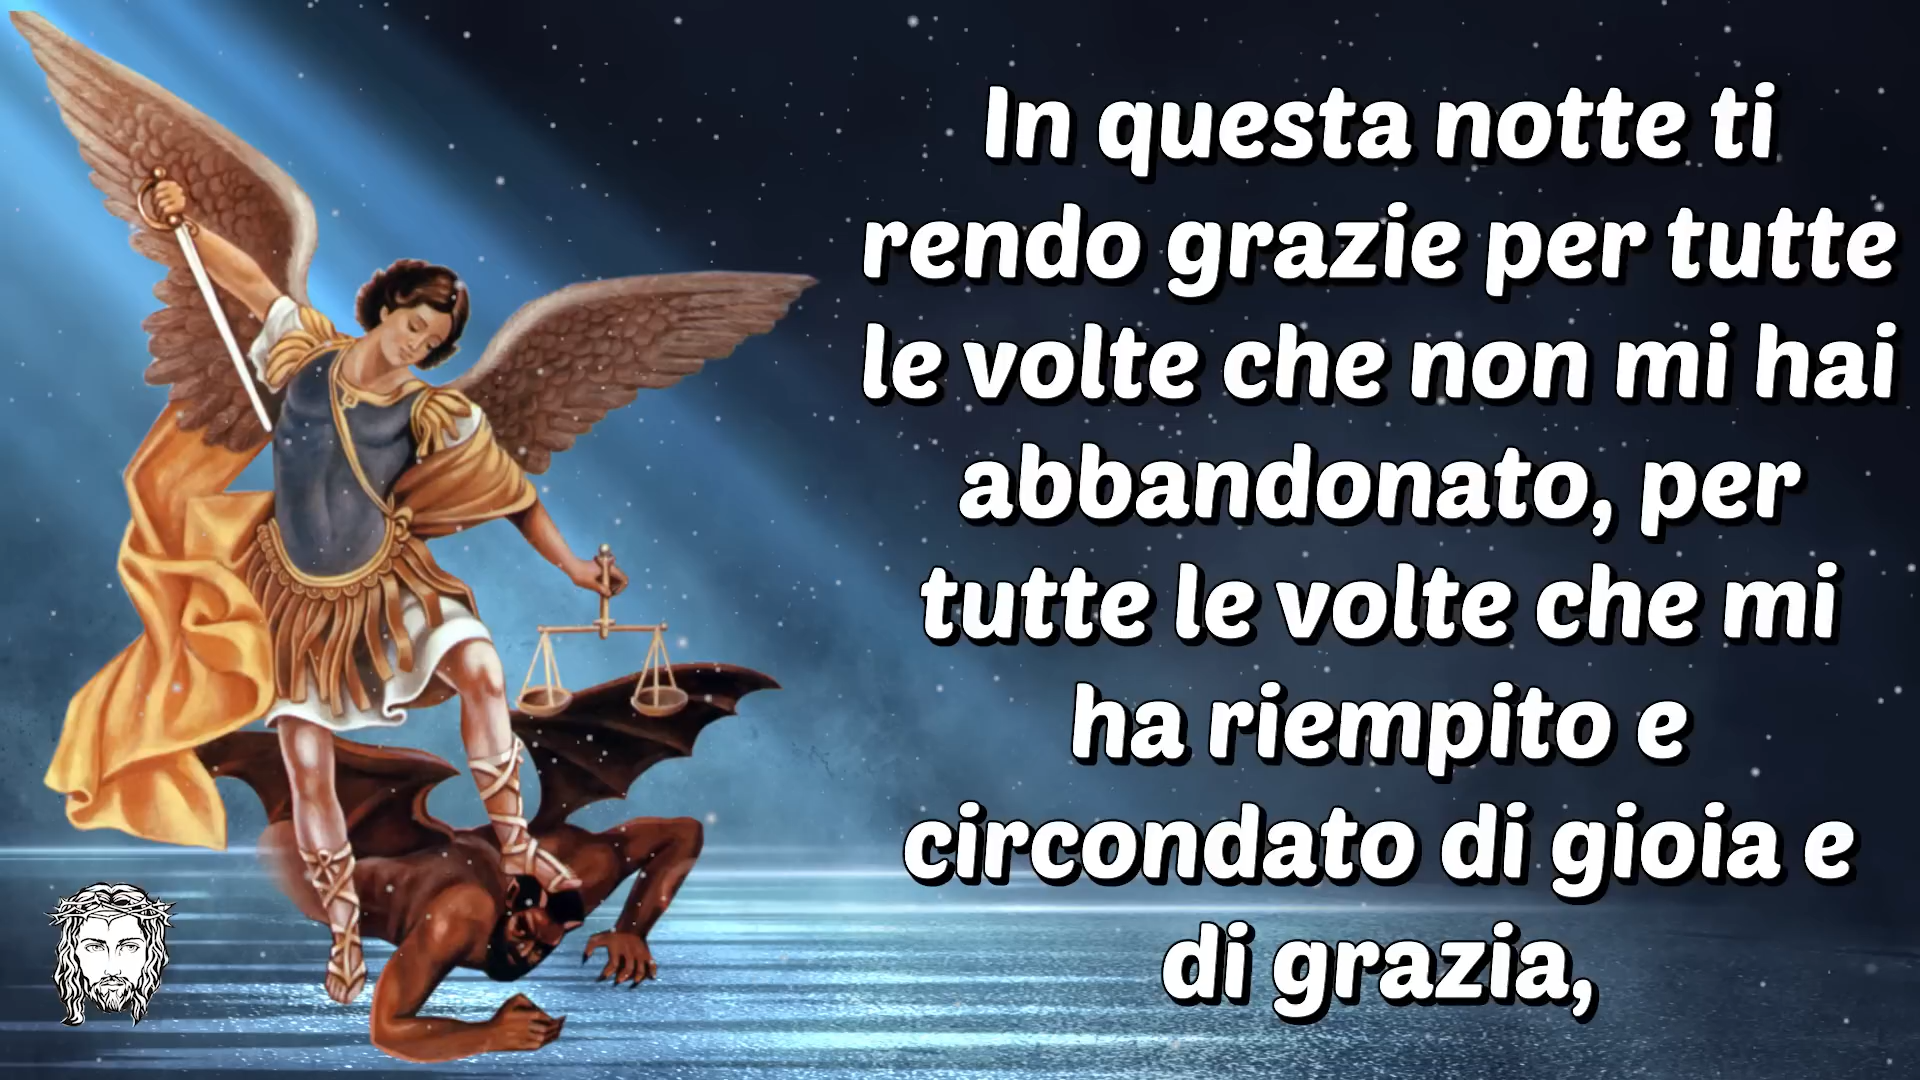 In questa notte ti
rendo grazie per tutte
le volte che non mi hai
abbandonato, per
tutte le volte che mi
ha riempito e
circondato di gioia e
di grazia,